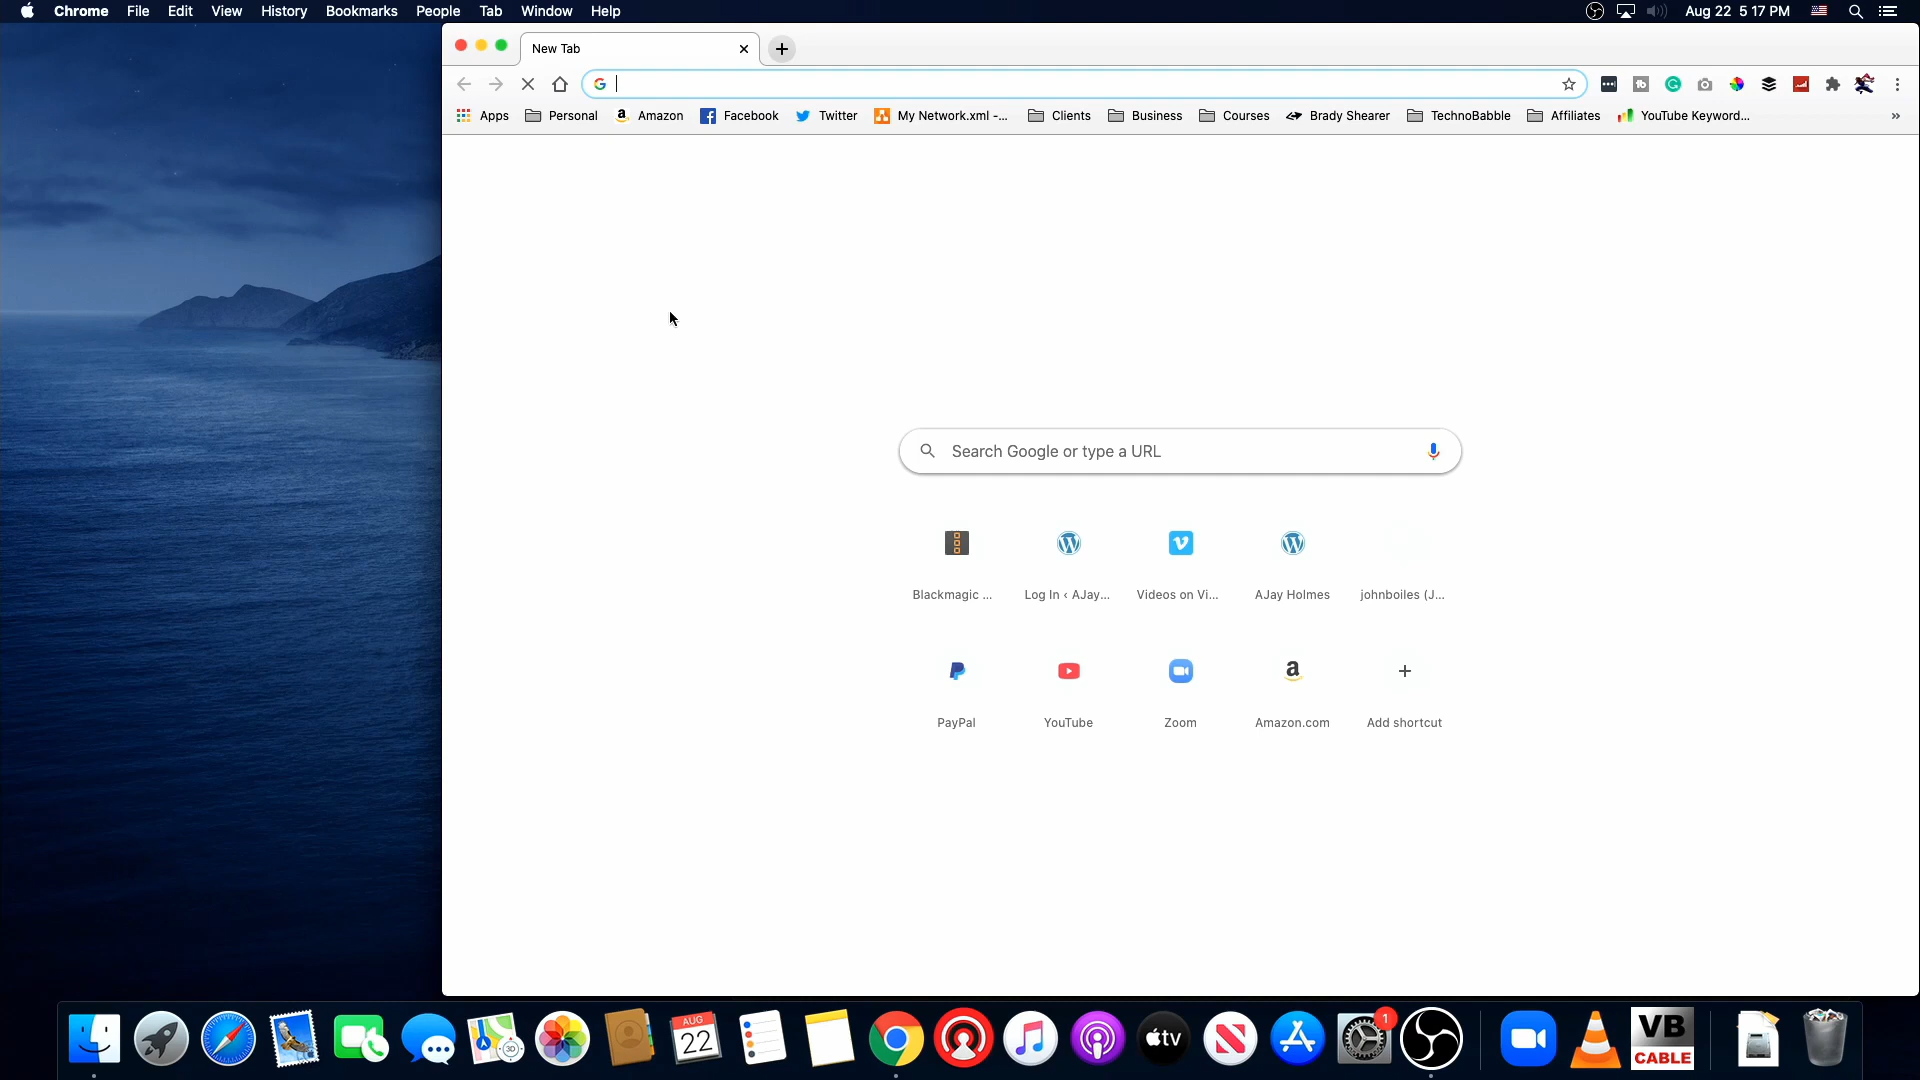 Chrome File Edit View History Bookmarks People Tab Window Help
Aug 22 5 17 PM
New Tab
Apps Personal Amazon Facebook Twitter My Network.xml -... Clients Business Courses Brady Shearer TechnoBabble Affiliates YouTube Keyword... »
Search Google or type a URL
Blackmagic ... Log In ‹ AJay... Videos on Vi... AJay Holmes johnboiles (J...
PayPal YouTube Zoom Amazon.com Add shortcut
AUG
22
3D
tv
1
VB
CABLE